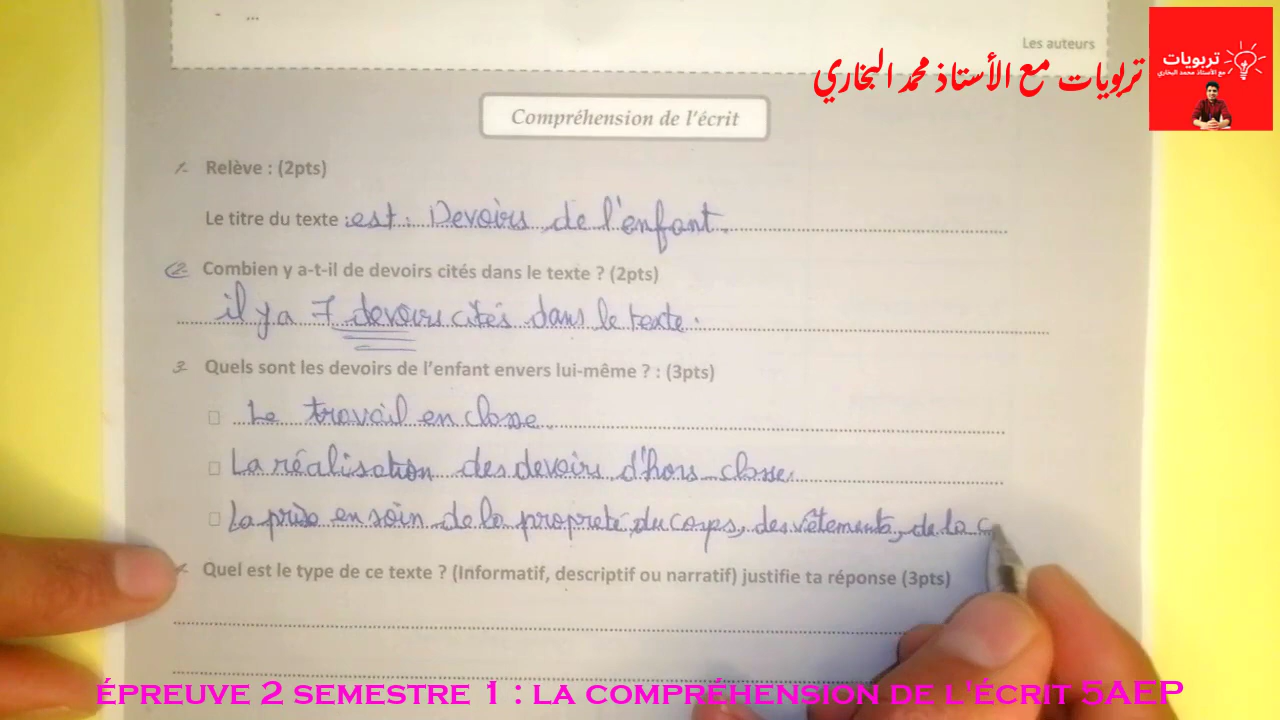 - ...
Les auteurs
تربويات
مع الأستاذ محمد البخاري
تربويات مع الأستاذ محمد البخاري
Compréhension de l'écrit
1- Relève : (2pts)
Le titre du texte : est : Devoirs de l'enfant.
2- Combien y a-t-il de devoirs cités dans le texte ? (2pts)
il y a 7 devoirs cités dans le texte.
3- Quels sont les devoirs de l'enfant envers lui-même ? : (3pts)
Le travail en classe.
La réalisation des devoirs d'hors classe.
La prise en soin de la propreté, du corps, des vêtements, de la c
4- Quel est le type de ce texte ? (Informatif, descriptif ou narratif) justifie ta réponse (3pts)
ÉPREUVE 2 SEMESTRE 1 : LA COMPRÉHENSION DE L'ÉCRIT 5AEP